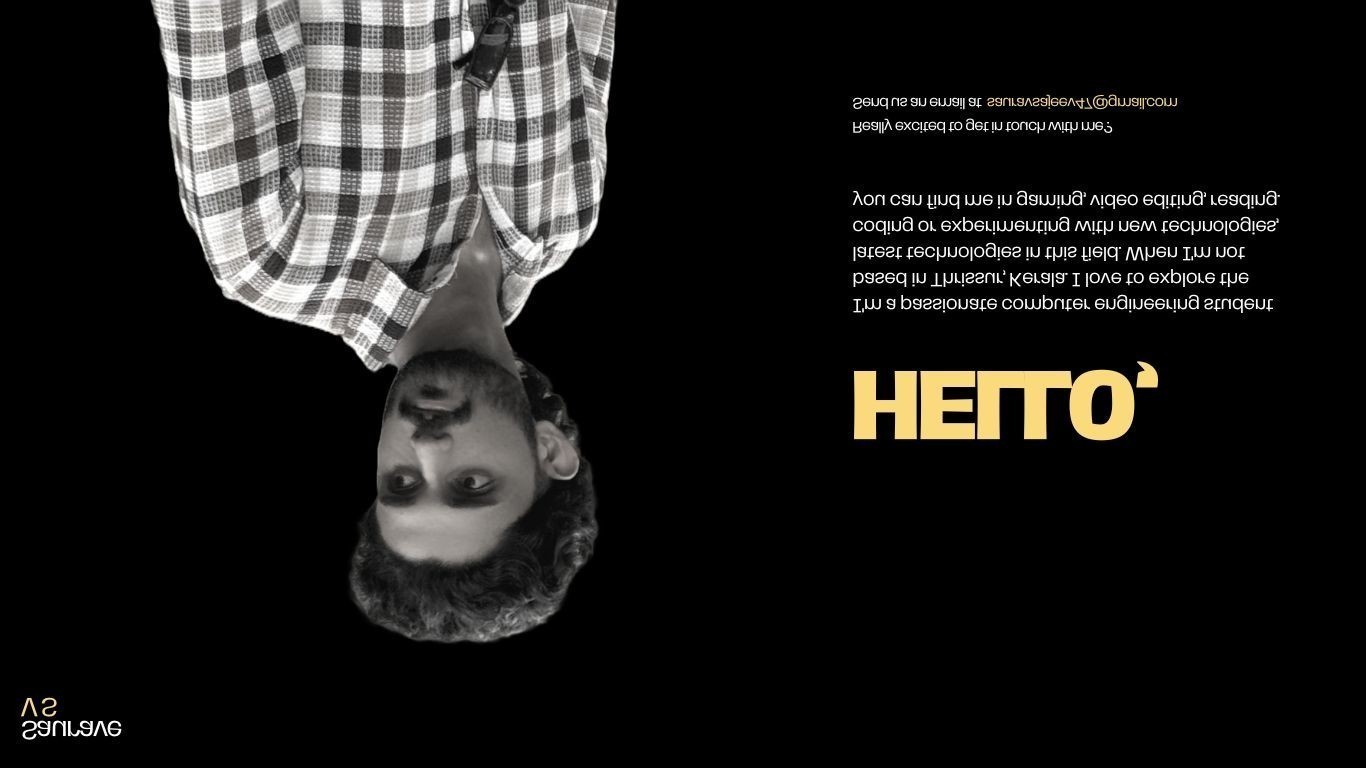 Saurave
VS
HELLO,
I'm a passionate computer engineering student
based in Thrissur, Kerala. I love to explore the
latest technologies in this field. When I'm not
coding or experimenting with new technologies,
you can find me in gaming, video editing, reading.
Really excited to get in touch with me?
Send us an email at sauravsajeev47@gmail.com